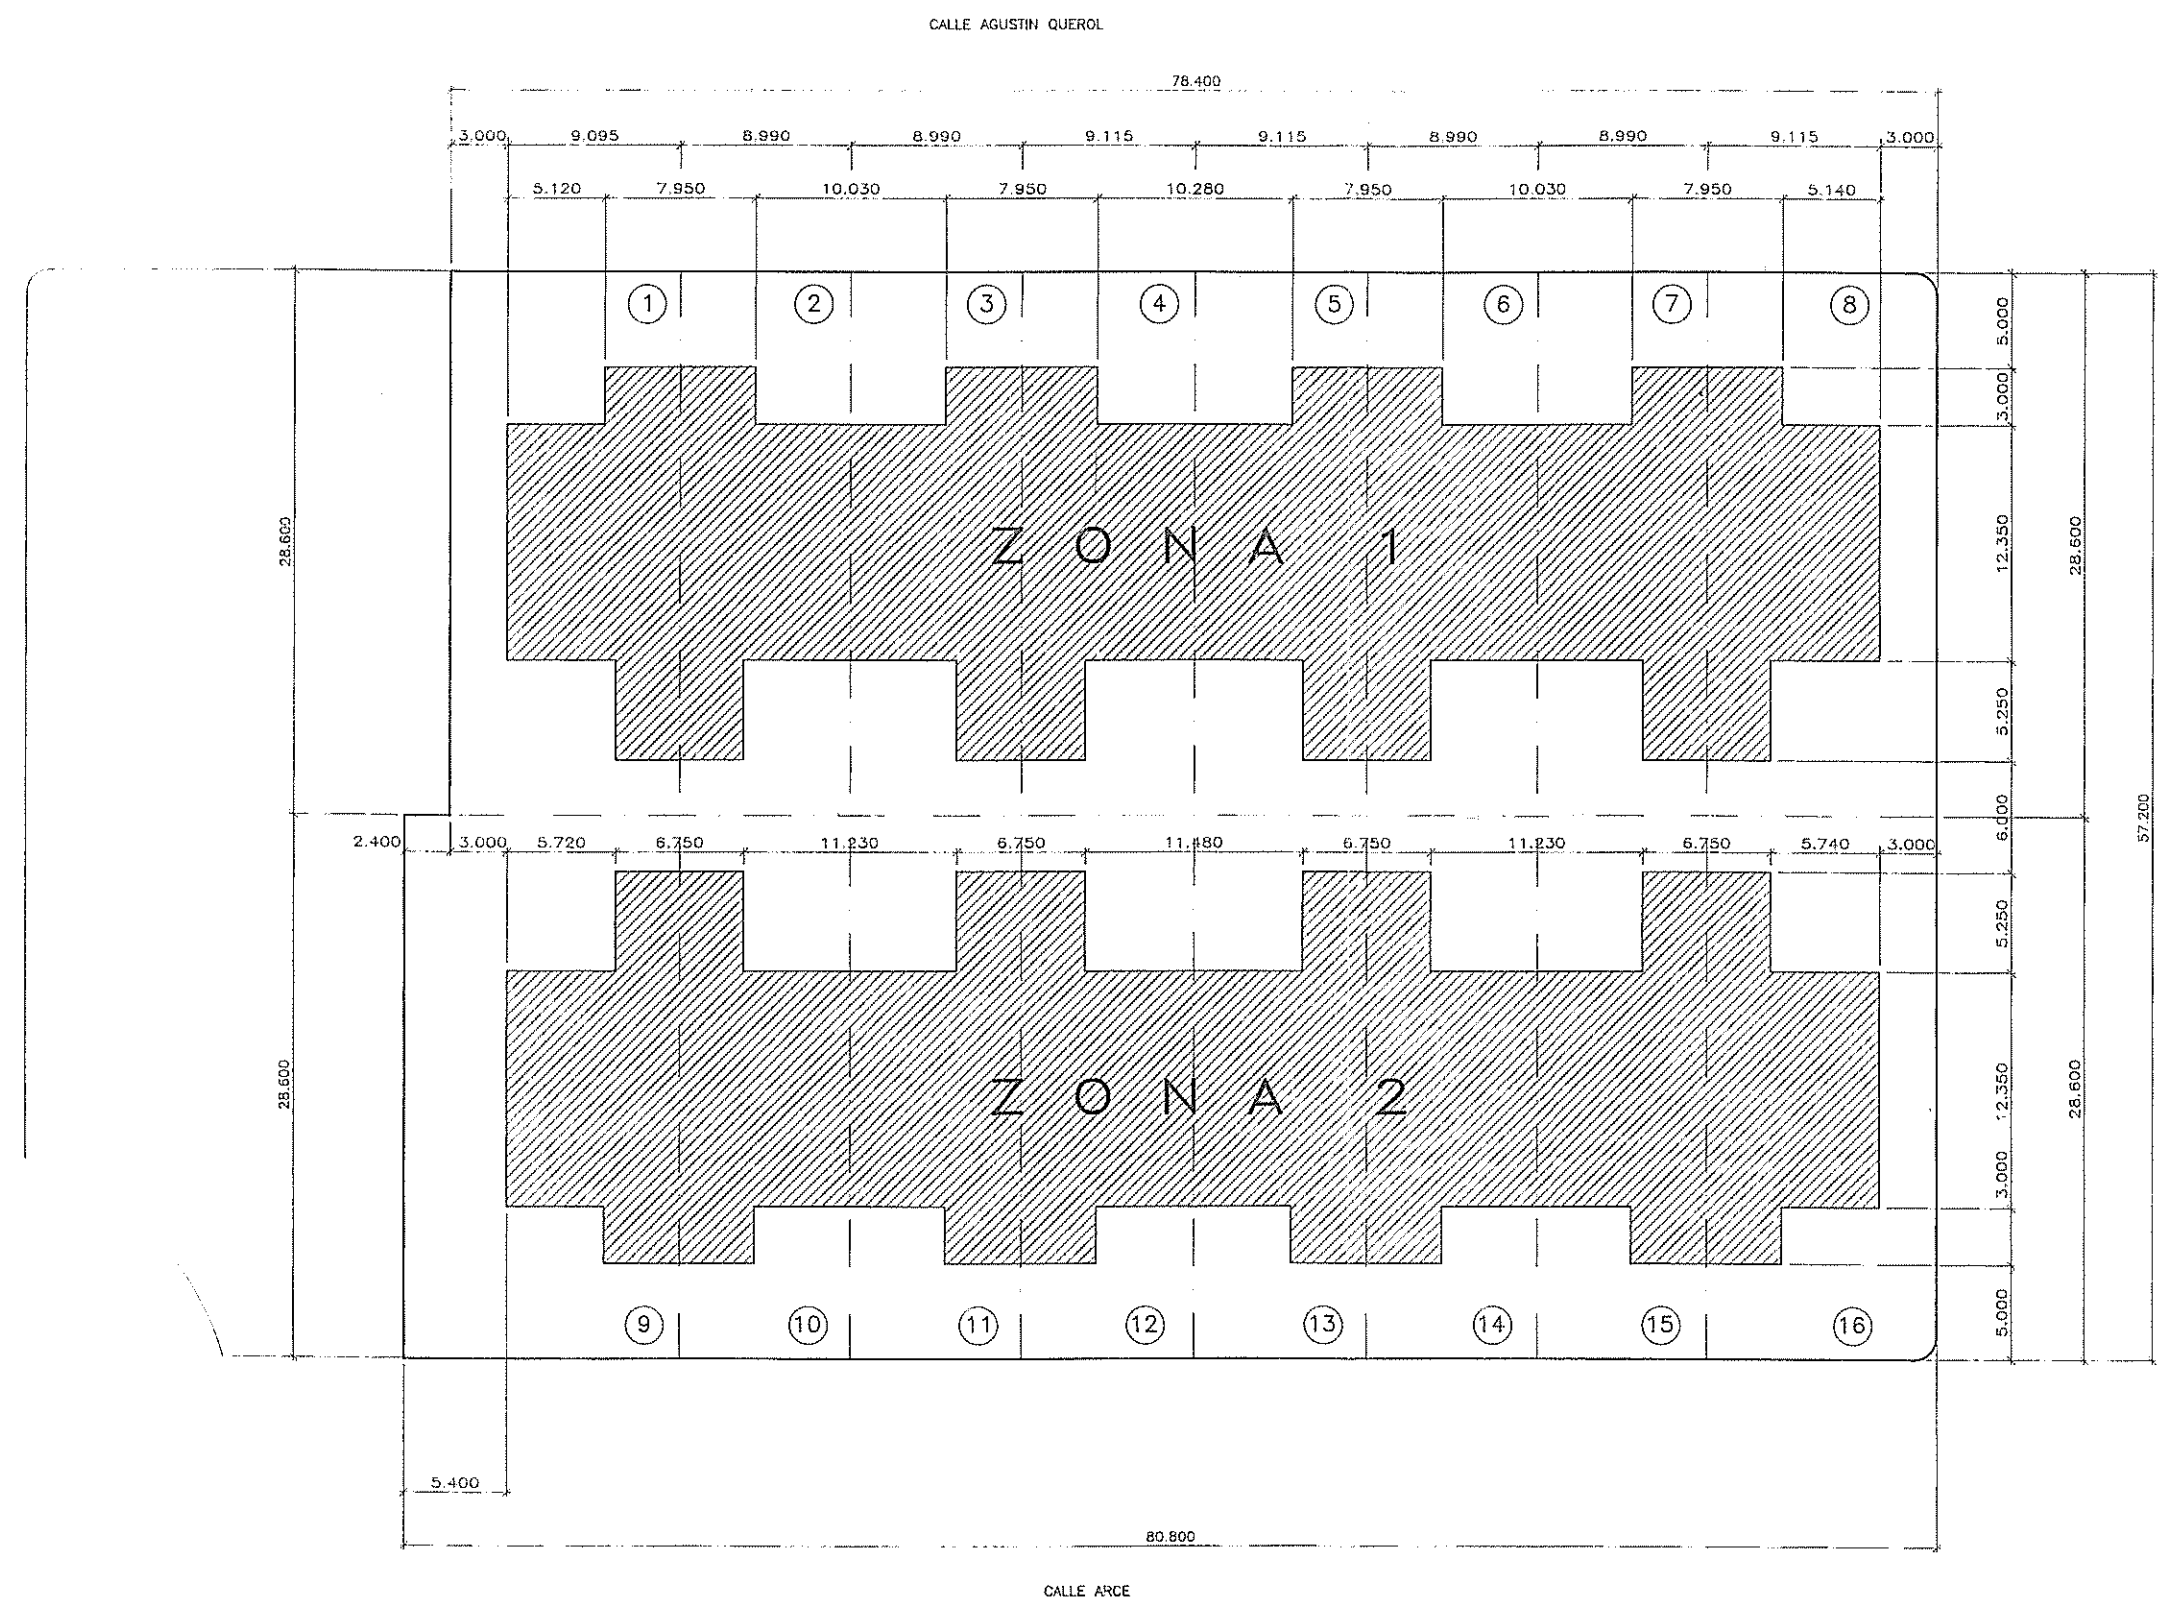 CALLE AGUSTIN QUEROL
78.400
3.000 9.095 8.990 8.990 9.115 9.115 8.990 8.990 9.115 3.000
5.120 7.950 10.030 7.950 10.280 7.950 10.030 7.950 5.140
1 2 3 4 5 6 7 8
5.000
3.000
28.600
ZONA 1
12.350
28.600
5.250
6.000
57.200
2.400 3.000 5.720 6.750 11.230 6.750 11.480 6.750 11.230 6.750 5.740 3.000
5.250
28.600
ZONA 2
12.350
28.600
3.000
5.000
9 10 11 12 13 14 15 16
5.400
80.800
CALLE ARCE